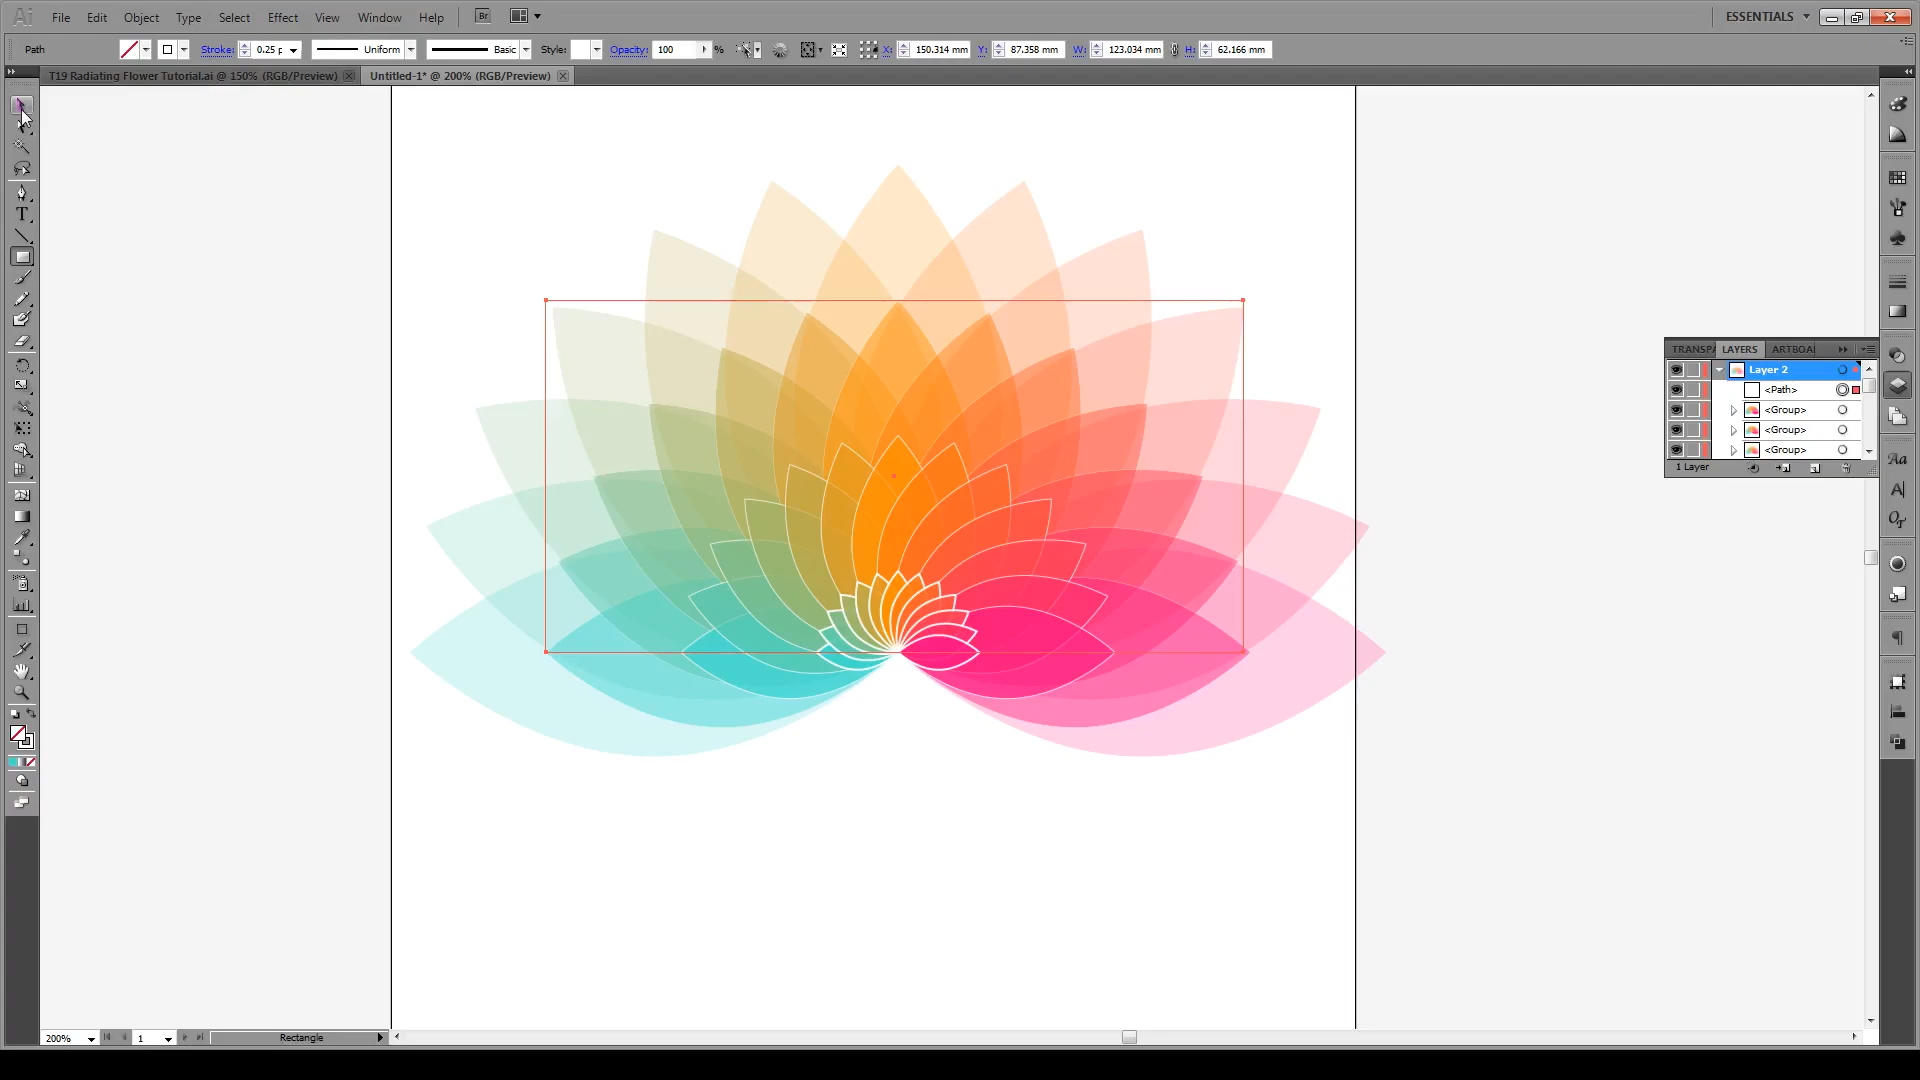 Ai File Edit Object Type Select Effect View Window Help Br ESSENTIALS
Path Stroke: 0.25 p Uniform Basic Style: Opacity: 100 % X: 150.314 mm Y: 87.358 mm W: 123.034 mm H: 62.166 mm
T19 Radiating Flower Tutorial.ai @ 150% (RGB/Preview) Untitled-1* @ 200% (RGB/Preview)
TRANSPA LAYERS ARTBOA
Layer 2
<Path>
<Group>
<Group>
<Group>
1 Layer
200% 1 Rectangle